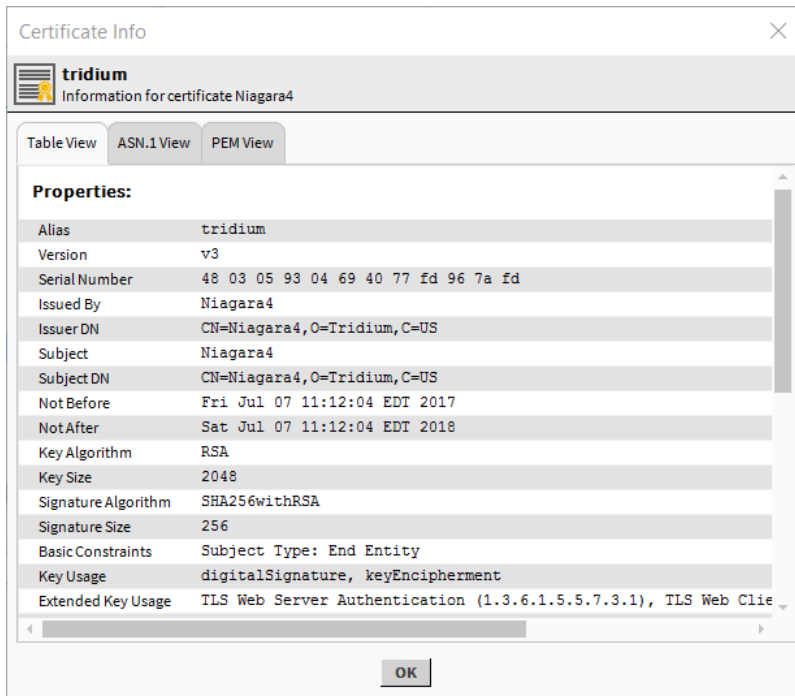 Certificate Info
tridium
Information for certificate Niagara4
Table View ASN.1 View PEM View
Properties:
Alias tridium
Version v3
Serial Number 48 03 05 93 04 69 40 77 fd 96 7a fd
Issued By Niagara4
Issuer DN CN=Niagara4,O=Tridium,C=US
Subject Niagara4
Subject DN CN=Niagara4,O=Tridium,C=US
Not Before Fri Jul 07 11:12:04 EDT 2017
Not After Sat Jul 07 11:12:04 EDT 2018
Key Algorithm RSA
Key Size 2048
Signature Algorithm SHA256withRSA
Signature Size 256
Basic Constraints Subject Type: End Entity
Key Usage digitalSignature, keyEncipherment
Extended Key Usage TLS Web Server Authentication (1.3.6.1.5.5.7.3.1), TLS Web Clie
OK